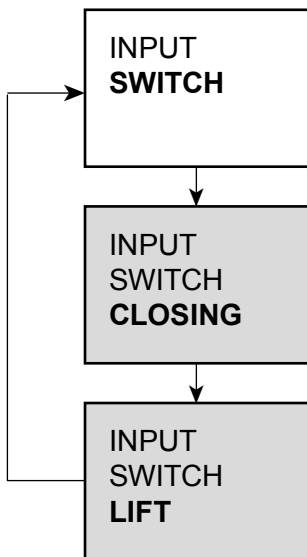 INPUT
SWITCH
INPUT
SWITCH
CLOSING
INPUT
SWITCH
LIFT